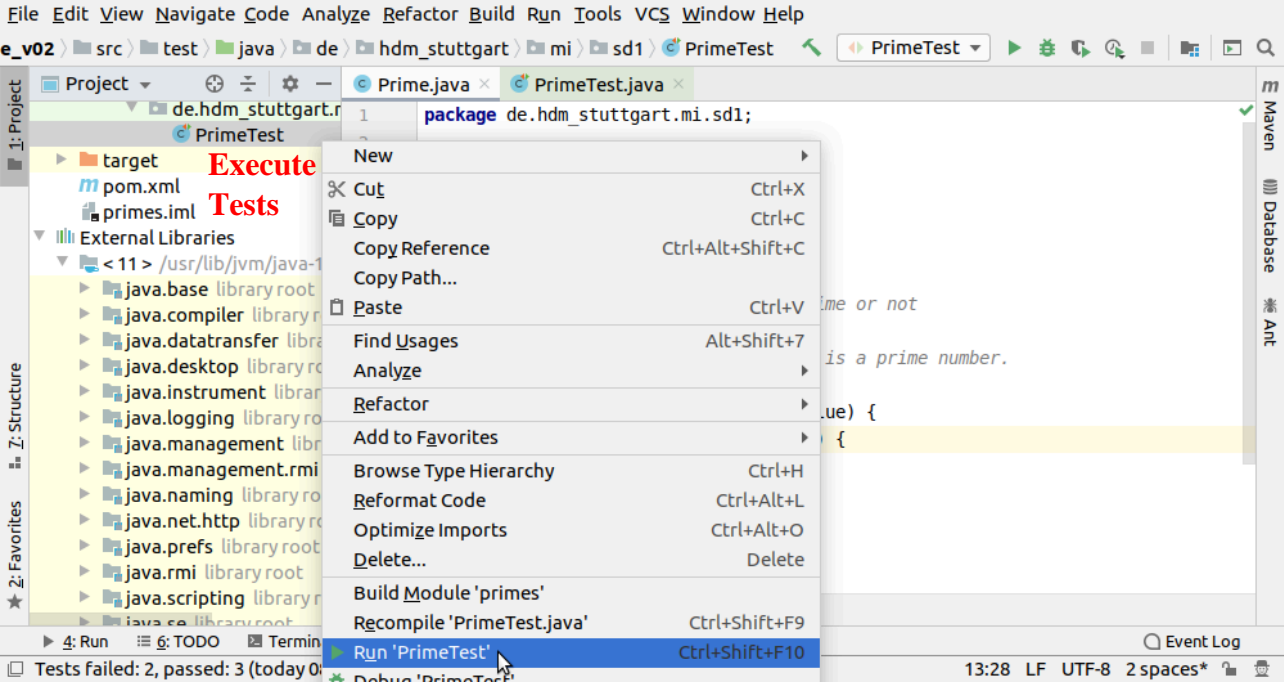 File Edit View Navigate Code Analyze Refactor Build Run Tools VCS Window Help
e_v02 src test java de hdm_stuttgart mi sd1 PrimeTest PrimeTest
Project Prime.java PrimeTest.java
1: Project
7: Structure
2: Favorites
de.hdm_stuttgart.r
PrimeTest
target
pom.xml
primes.iml
External Libraries
< 11 > /usr/lib/jvm/java-1
java.base library root
java.compiler library r
java.datatransfer libra
java.desktop library ro
java.instrument librar
java.logging library ro
java.management libr
java.management.rmi
java.naming library ro
java.net.http library ro
java.prefs library root
java.rmi library root
java.scripting library r
java.se library root
Execute
Tests
1 package de.hdm_stuttgart.mi.sd1;
2
New
Cut Ctrl+X
Copy Ctrl+C
Copy Reference Ctrl+Alt+Shift+C
Copy Path...
Paste Ctrl+V
Find Usages Alt+Shift+7
Analyze
Refactor
Add to Favorites
Browse Type Hierarchy Ctrl+H
Reformat Code Ctrl+Alt+L
Optimize Imports Ctrl+Alt+O
Delete... Delete
Build Module 'primes'
Recompile 'PrimeTest.java' Ctrl+Shift+F9
Run 'PrimeTest' Ctrl+Shift+F10
Debug 'PrimeTest'
ime or not
is a prime number.
lue) {
) {
m Maven
Database
Ant
4: Run 6: TODO Termin
Event Log
Tests failed: 2, passed: 3 (today 08
13:28 LF UTF-8 2 spaces*